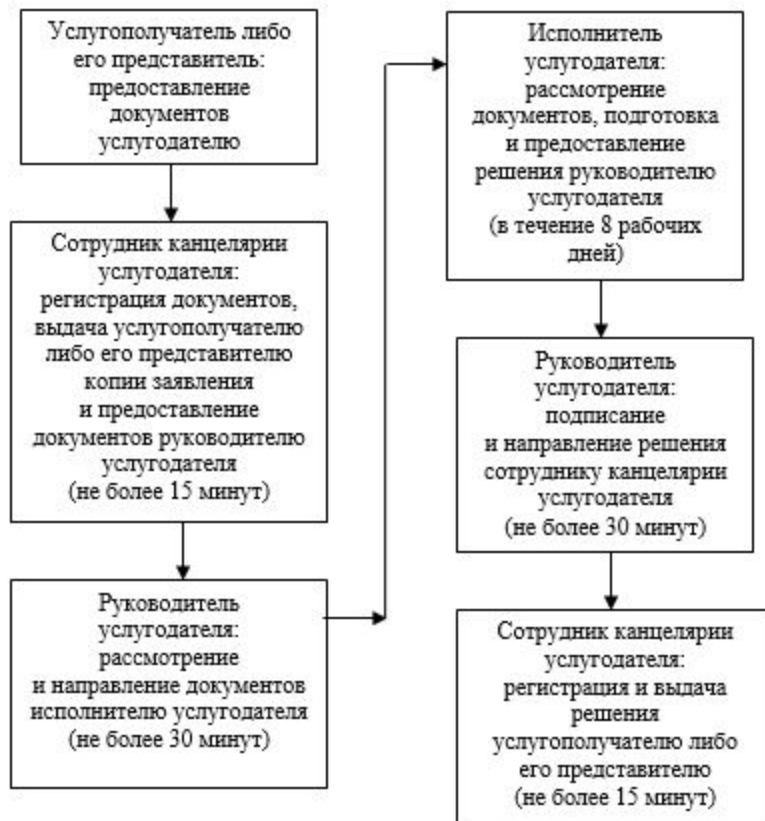 Услугополучатель либо
его представитель:
предоставление
документов
услугодателю
Сотрудник канцелярии
услугодателя:
регистрация документов,
выдача услугополучателю
либо его представителю
копии заявления
и предоставление
документов руководителю
услугодателя
(не более 15 минут)
Руководитель
услугодателя:
рассмотрение
и направление документов
исполнителю услугодателя
(не более 30 минут)
Исполнитель
услугодателя:
рассмотрение
документов, подготовка
и предоставление
решения руководителю
услугодателя
(в течение 8 рабочих
дней)
Руководитель
услугодателя:
подписание
и направление решения
сотруднику канцелярии
услугодателя
(не более 30 минут)
Сотрудник канцелярии
услугодателя:
регистрация и выдача
решения
услугополучателю либо
его представителю
(не более 15 минут)